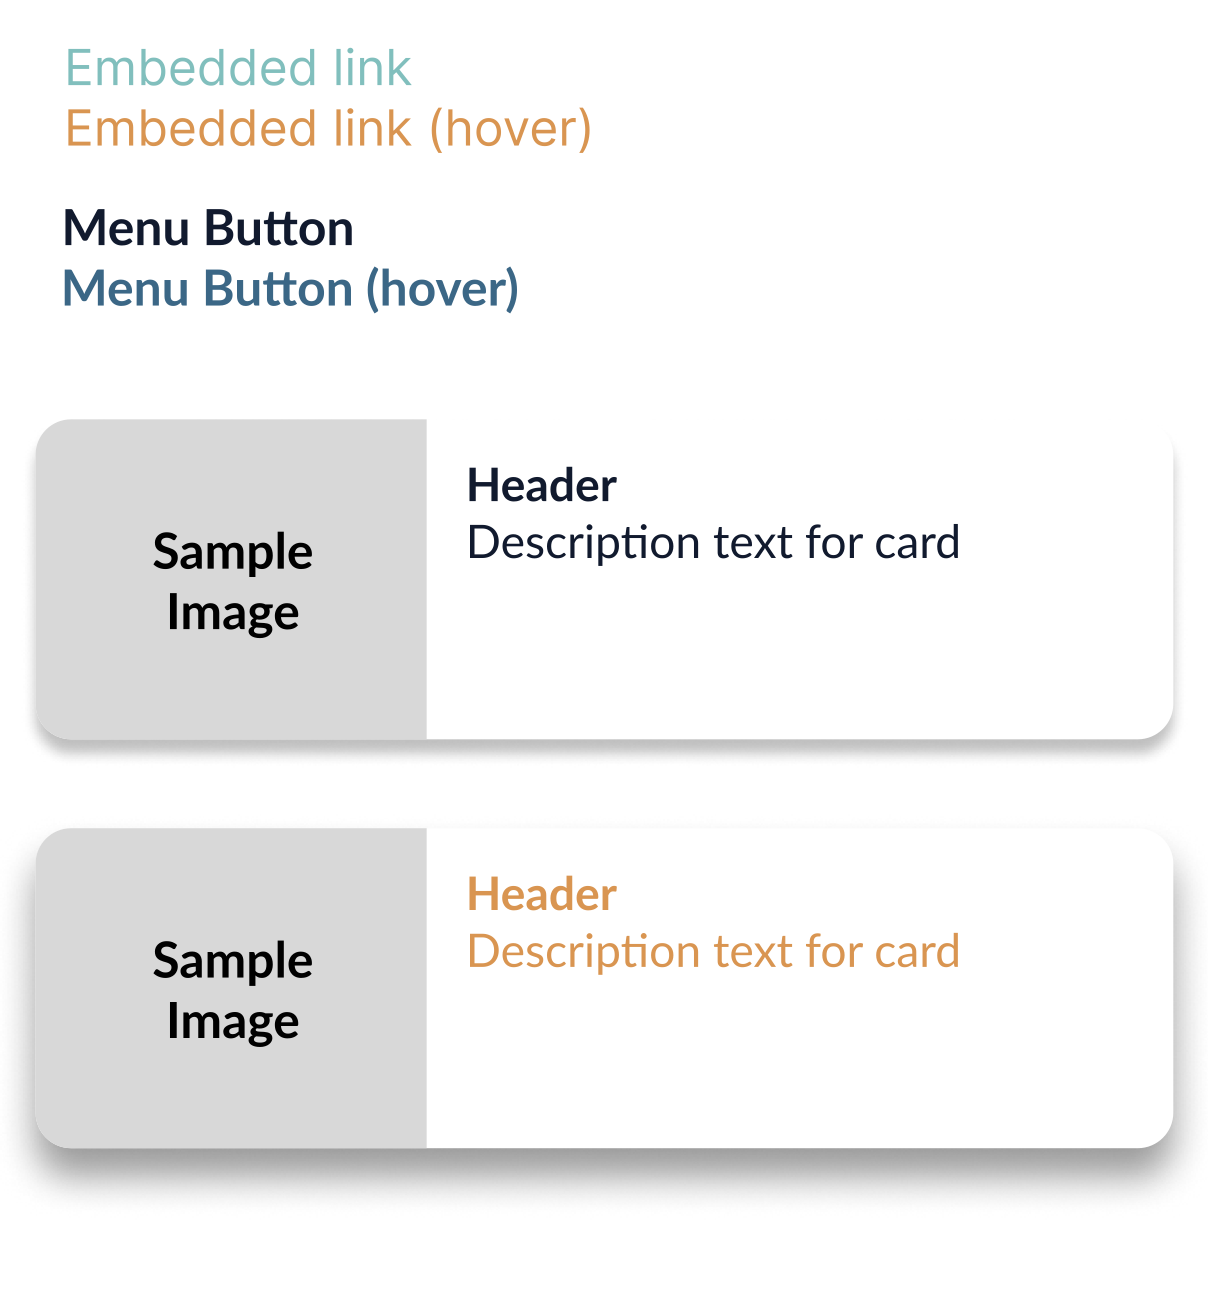 Embedded link
Embedded link (hover)
Menu Button
Menu Button (hover)
Sample
Image
Header
Description text for card
Sample
Image
Header
Description text for card